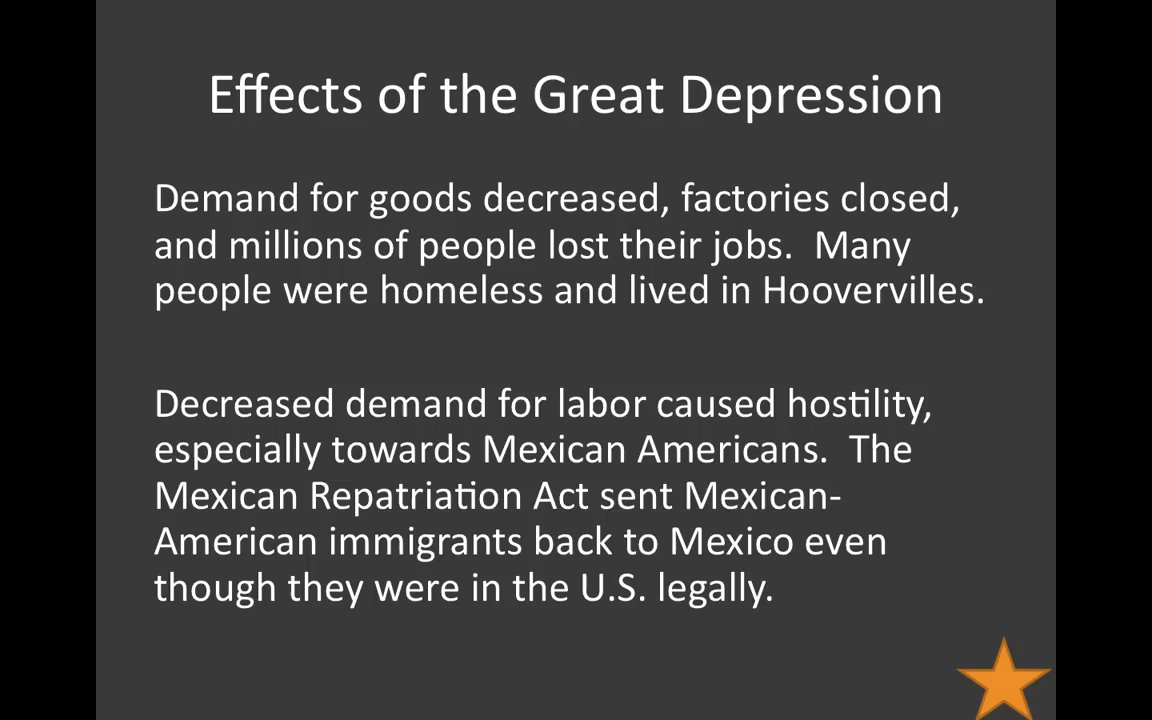 Effects of the Great Depression
Demand for goods decreased, factories closed,
and millions of people lost their jobs.  Many
people were homeless and lived in Hoovervilles.
Decreased demand for labor caused hostility,
especially towards Mexican Americans.  The
Mexican Repatriation Act sent Mexican-
American immigrants back to Mexico even
though they were in the U.S. legally.